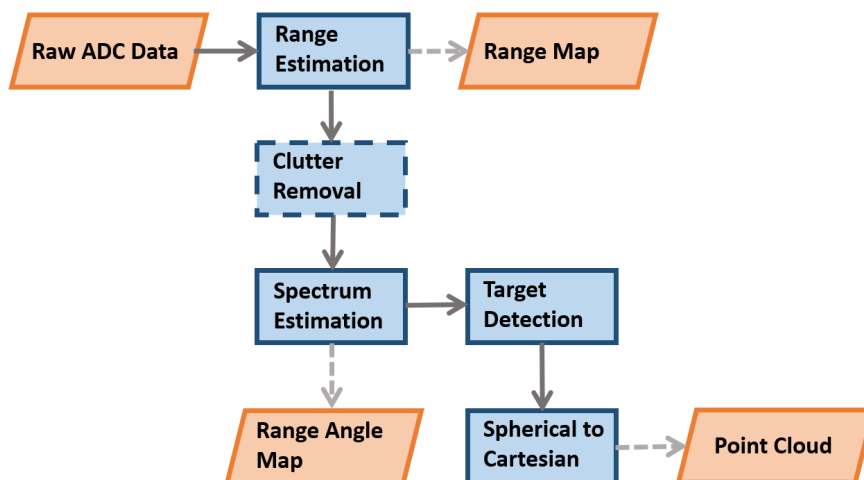 Raw ADC Data
Range
Estimation
Range Map
Clutter
Removal
Spectrum
Estimation
Target
Detection
Range Angle
Map
Spherical to
Cartesian
Point Cloud